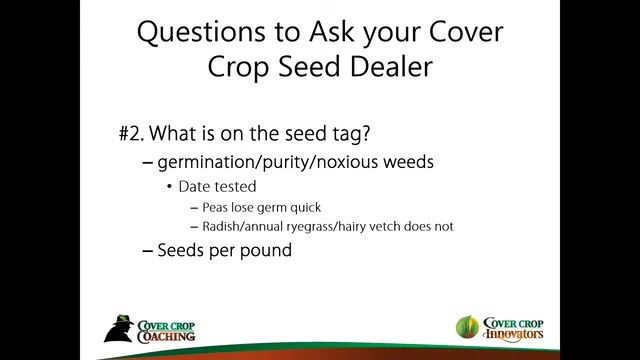 Questions to Ask your Cover
Crop Seed Dealer
#2. What is on the seed tag?
– germination/purity/noxious weeds
• Date tested
– Peas lose germ quick
– Radish/annual ryegrass/hairy vetch does not
– Seeds per pound
COVER CROP
COACHING
COVER CROP
Innovators